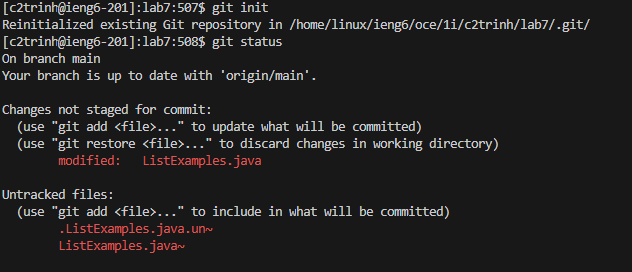 [c2trinh@ieng6-201]:lab7:507$ git init
Reinitialized existing Git repository in /home/linux/ieng6/oce/1i/c2trinh/lab7/.git/
[c2trinh@ieng6-201]:lab7:508$ git status
On branch main
Your branch is up to date with 'origin/main'.
Changes not staged for commit:
(use "git add <file>..." to update what will be committed)
(use "git restore <file>..." to discard changes in working directory)
modified: ListExamples.java
Untracked files:
(use "git add <file>..." to include in what will be committed)
.ListExamples.java.un~
ListExamples.java~